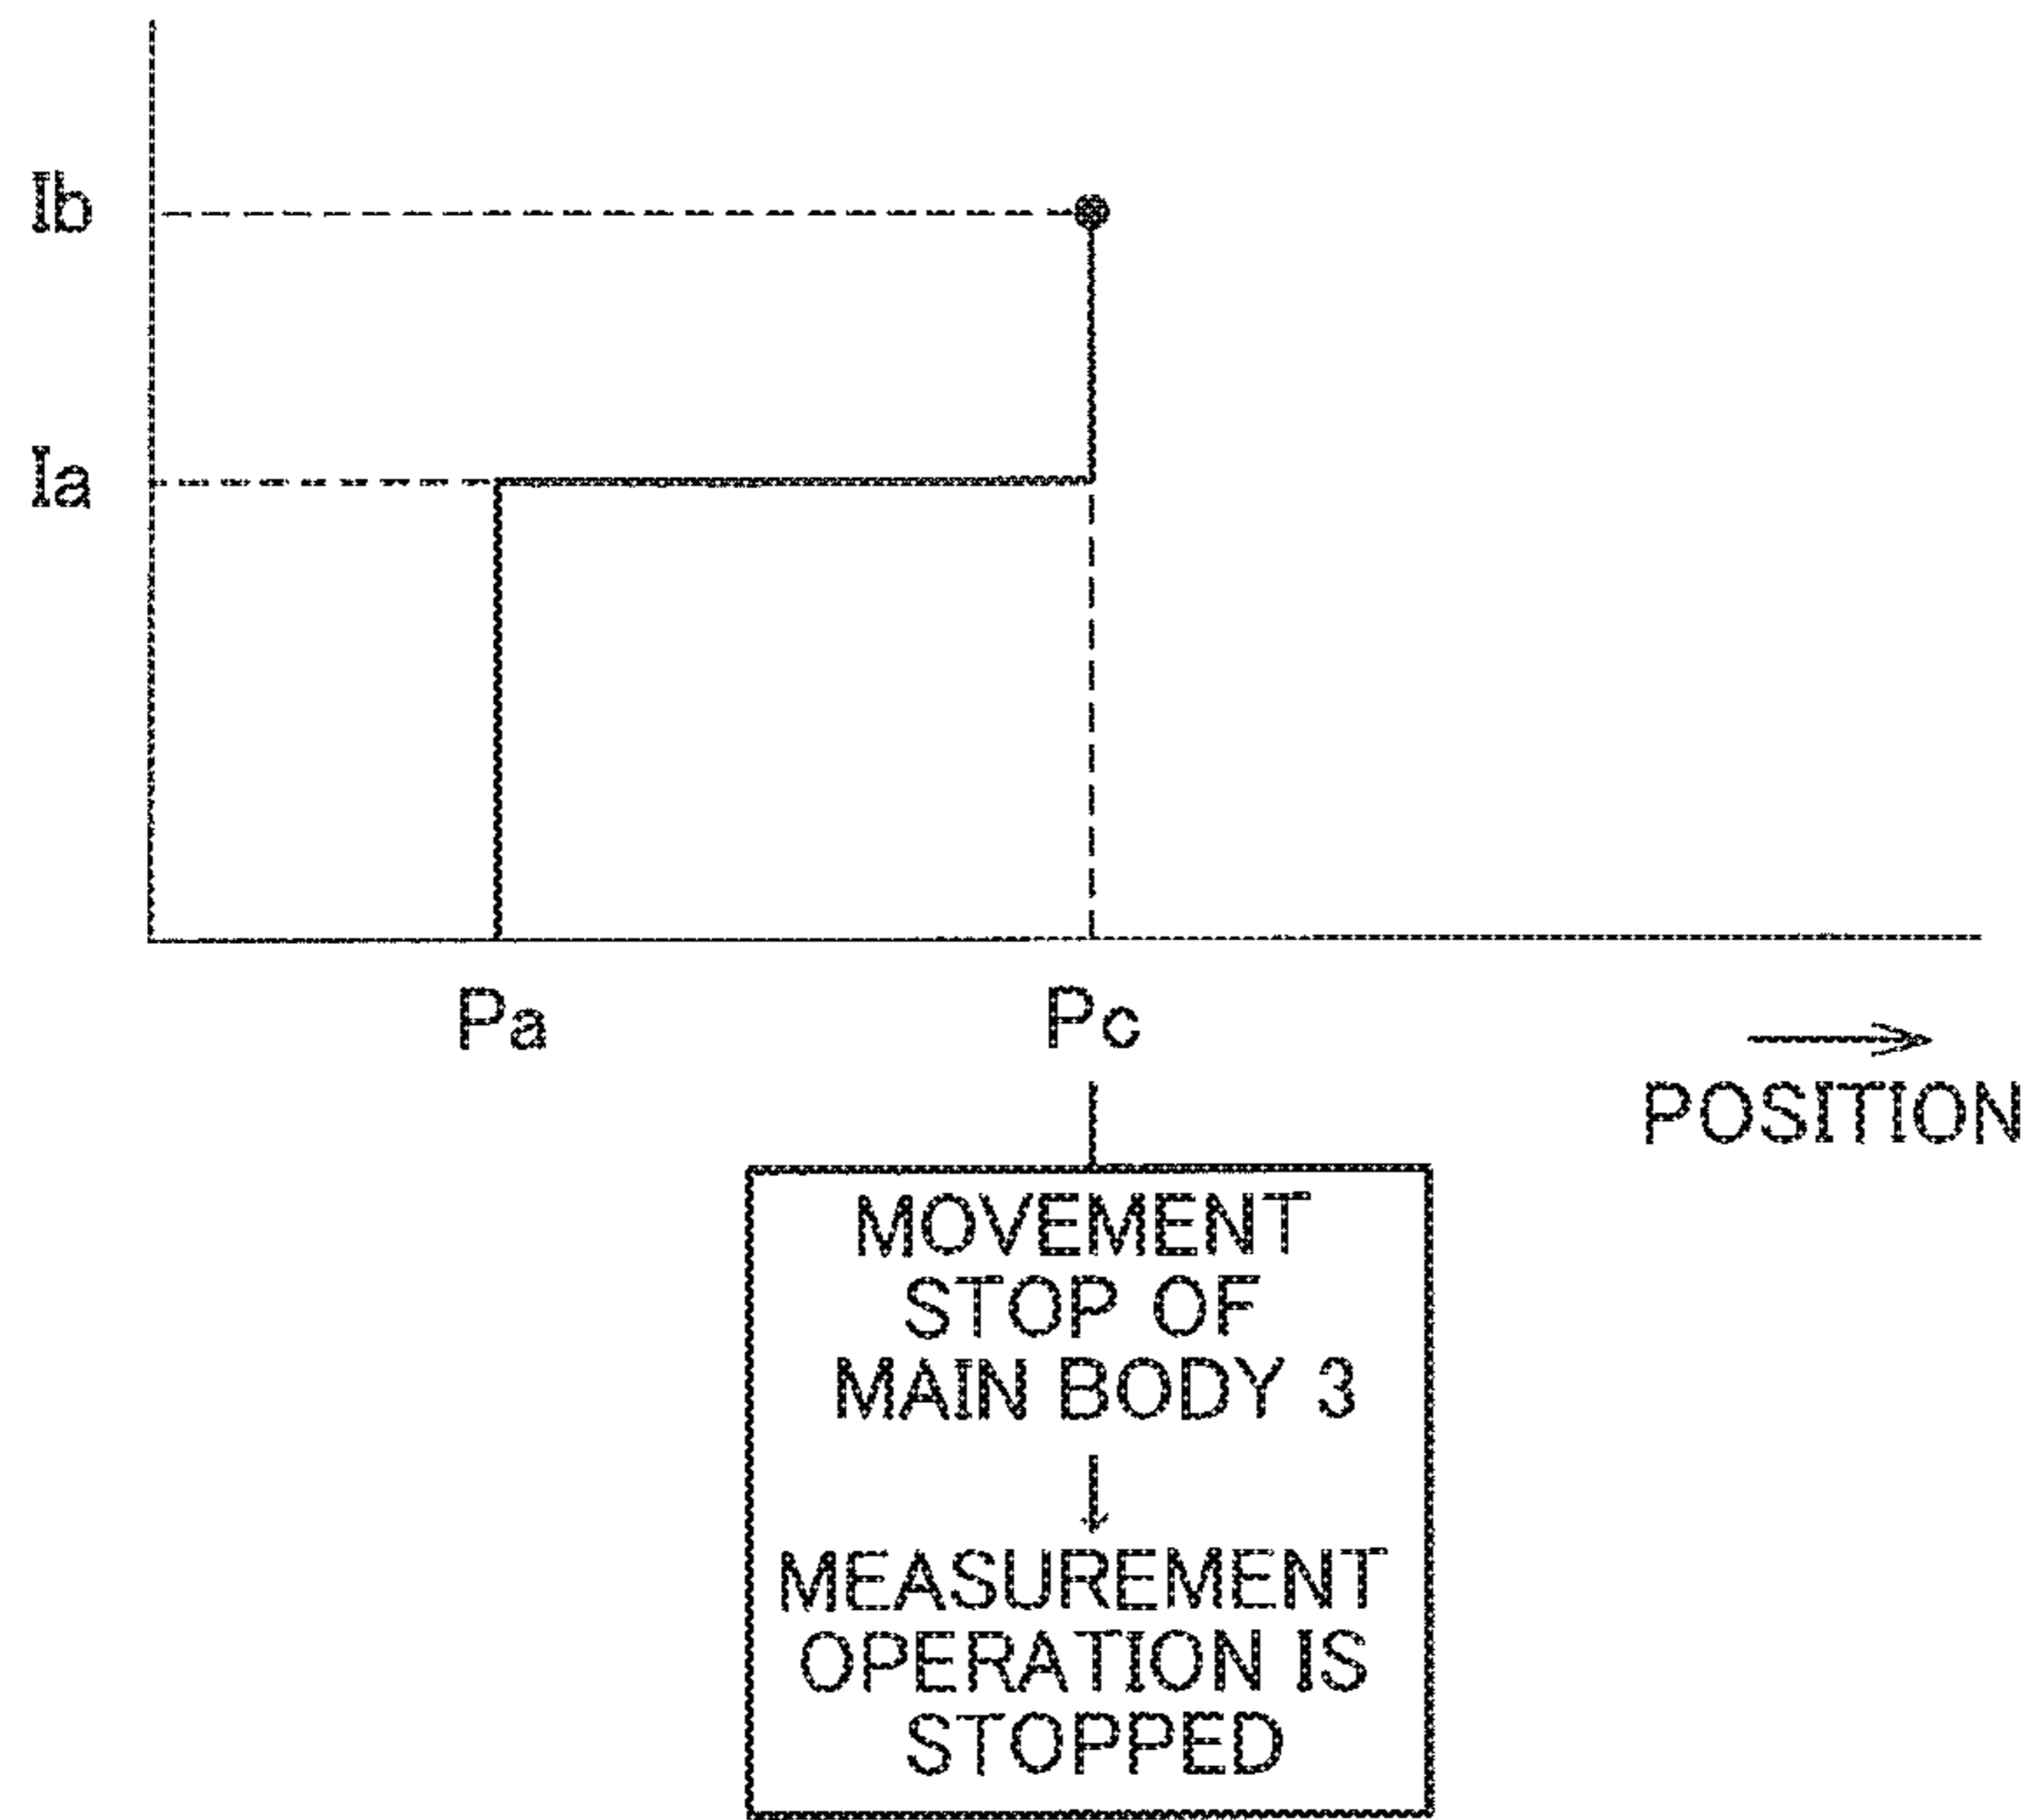 Ib
Ia
Pa
Pc
POSITION
MOVEMENT
STOP OF
MAIN BODY 3
MEASUREMENT
OPERATION IS
STOPPED